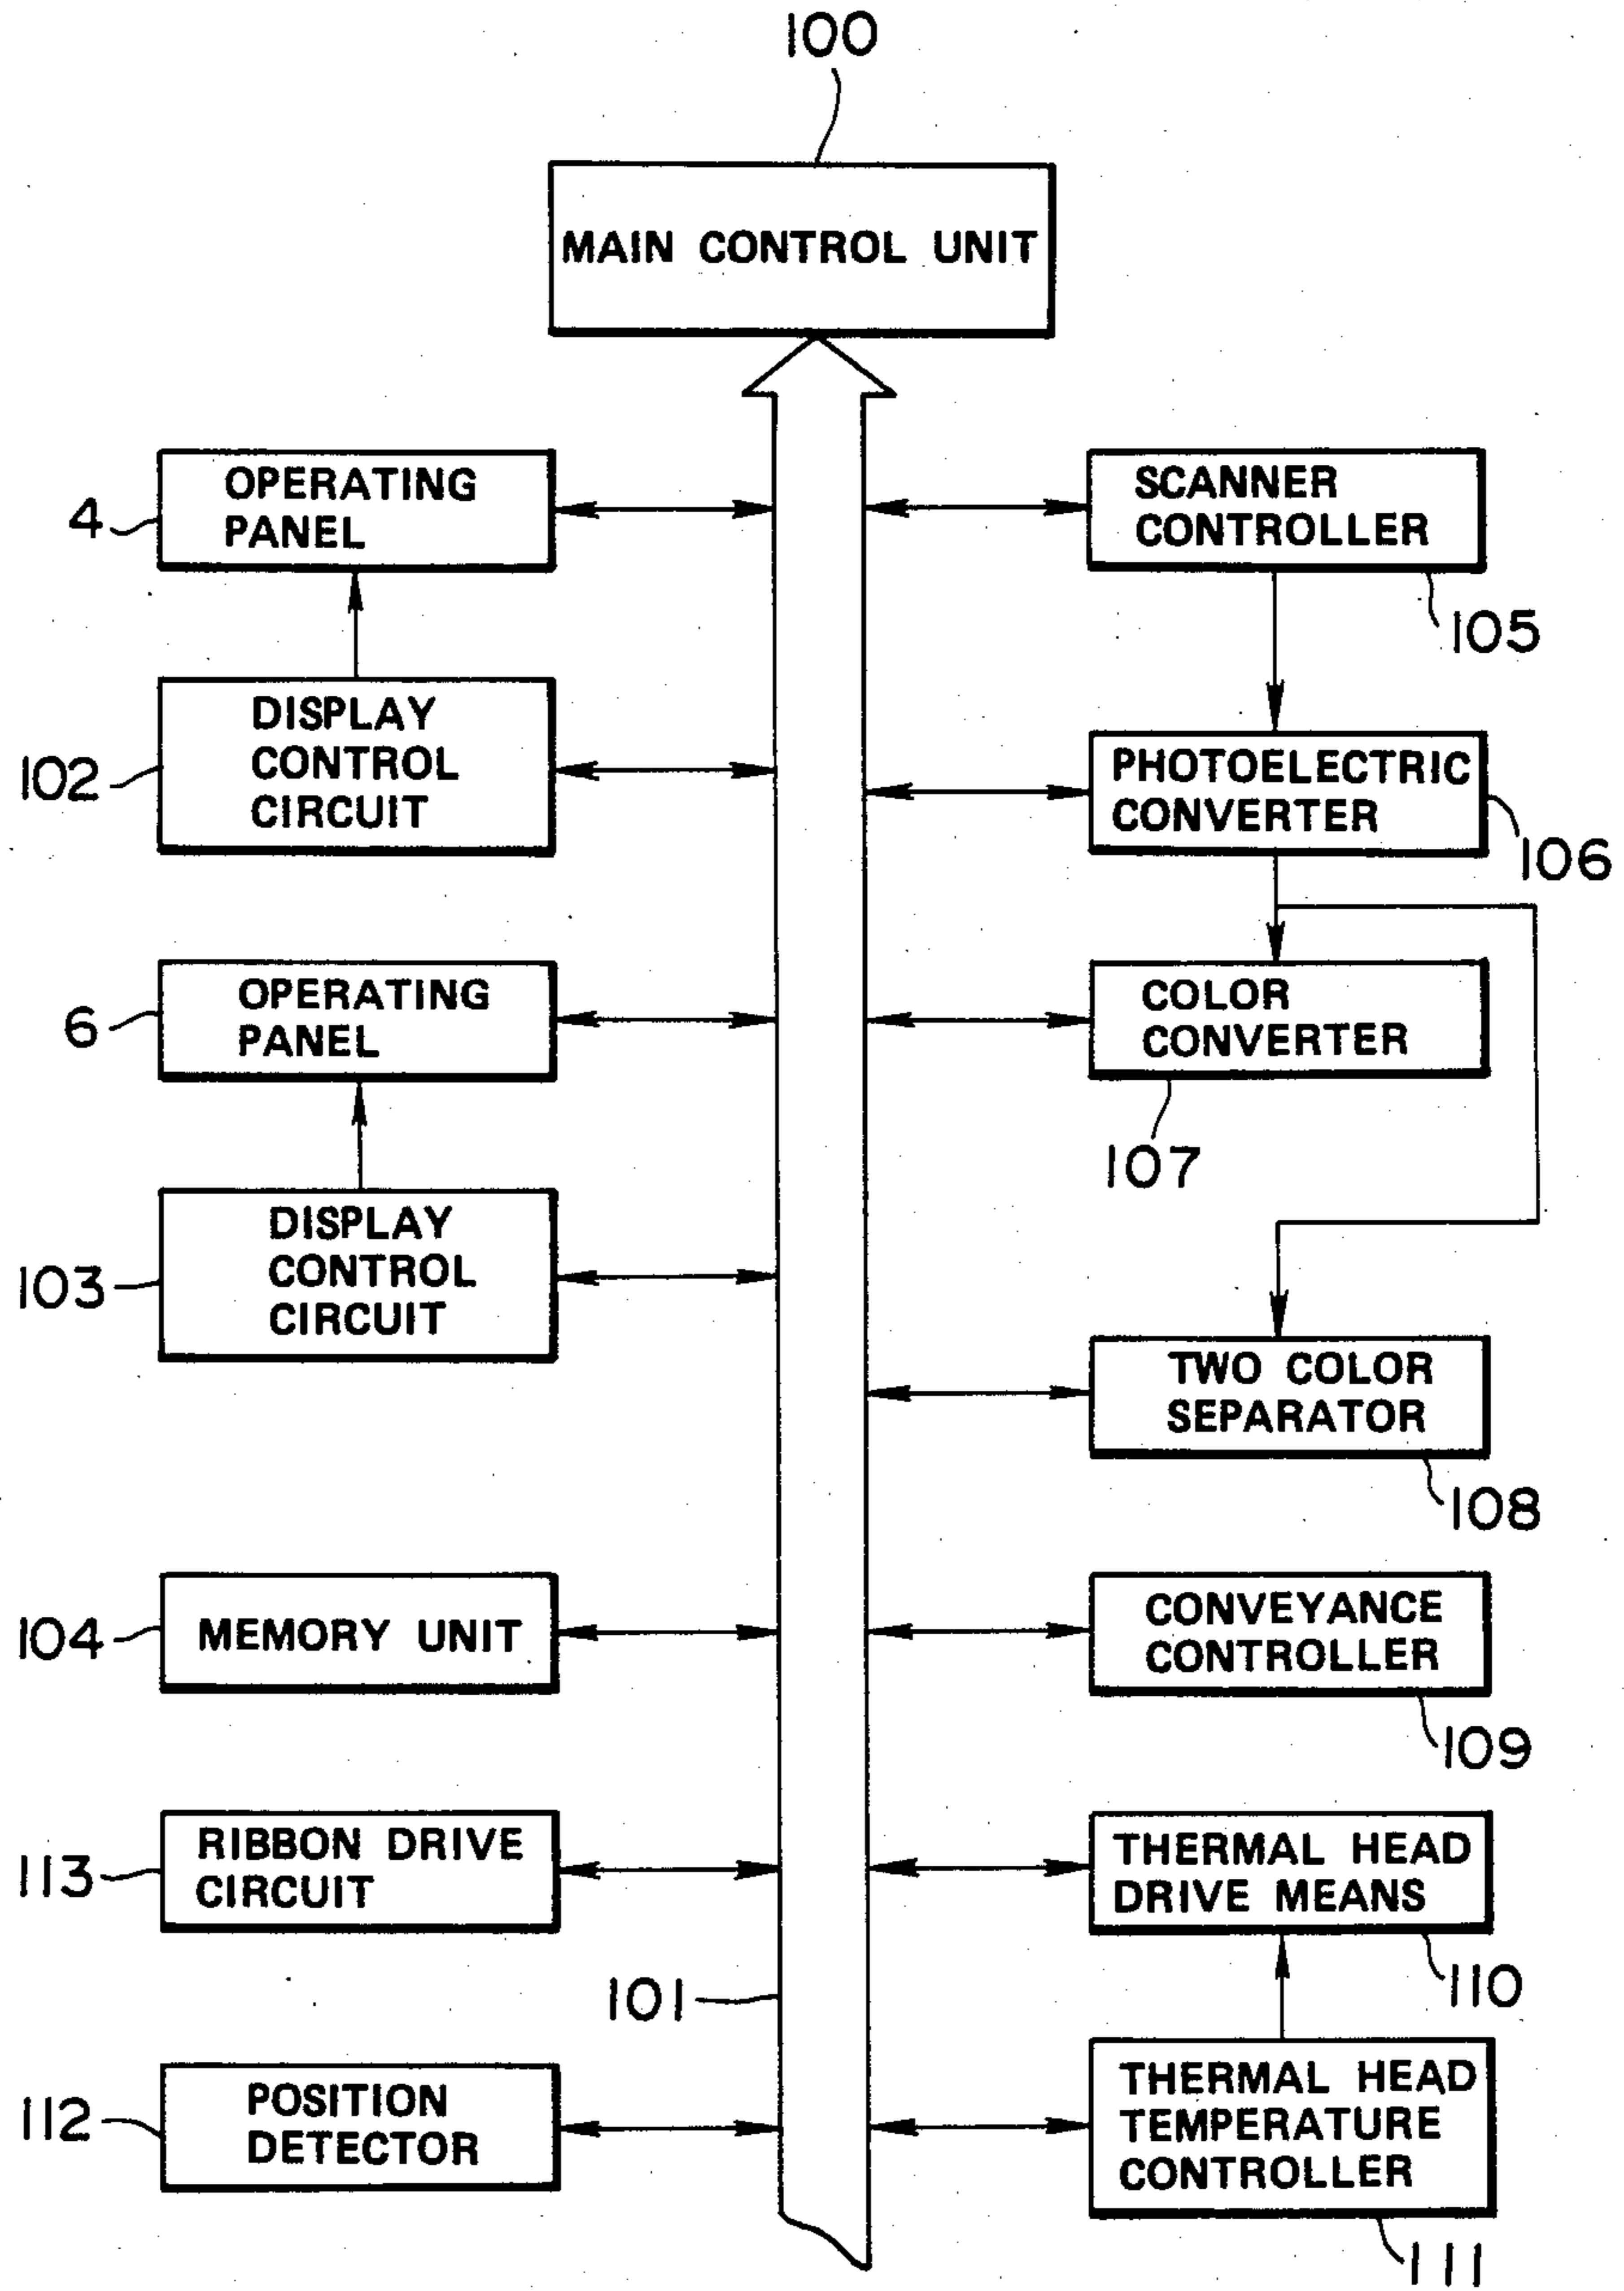 100
MAIN CONTROL UNIT
4
OPERATING
PANEL
SCANNER
CONTROLLER
105
102
DISPLAY
CONTROL
CIRCUIT
PHOTOELECTRIC
CONVERTER
106
6
OPERATING
PANEL
COLOR
CONVERTER
107
103
DISPLAY
CONTROL
CIRCUIT
TWO COLOR
SEPARATOR
108
104
MEMORY UNIT
CONVEYANCE
CONTROLLER
109
113
RIBBON DRIVE
CIRCUIT
THERMAL HEAD
DRIVE MEANS
110
101
112
POSITION
DETECTOR
THERMAL HEAD
TEMPERATURE
CONTROLLER
111